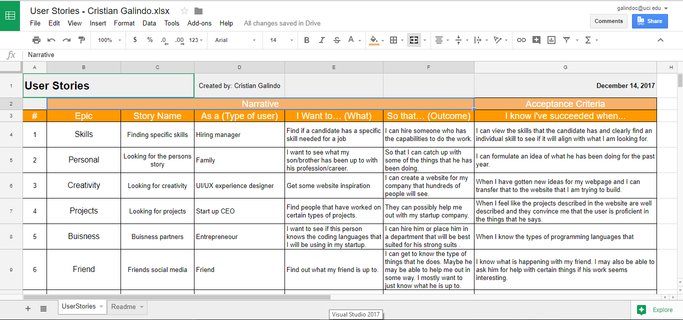 User Stories - Cristian Galindo.xlsx
galindoc@uci.edu
File Edit View Insert Format Data Tools Add-ons Help All changes saved in Drive
Comments
Share
100% $ % .0 .00 123 Arial 14 B I S A
fx Narrative
A B C D E F G H
1 User Stories Created by: Cristian Galindo December 14, 2017
2 Narrative Acceptance Criteria
3 # Epic Story Name As a (Type of user) I Want to... (What) So that... (Outcome) I know i've succeeded when...
4 1 Skills Finding specific skills Hiring manager
Find if a candidate has a specific
skill needed for a job
I can hire someone who has
the capabilities to do the work.
I can view the skills that the candidate has and clearly find an
individual skill to see if it will align with what I am looking for.
5 2 Personal
Looking for the persons
story
Family
I want to see what my
son/brother has been up to with
his profession/career.
So that I can catch up with
some of the things that he has
been doing.
I can formulate an idea of what he has been doing for the past
year.
6 3 Creativity Looking for creativity UI/UX experience designer Get some website inspiration
I can create a website for my
company that hundreds of
people will see.
When I have gotten new ideas for my webpage and I can
transfer that to the website that I am trying to build.
7 4 Projects Looking for projects Start up CEO
Find people that have worked on
certain types of projects.
They can possibly help me
out with my startup company.
When I feel like the projects described in the website are well
described and they convince me that the user is proficient in
the things that he says.
8 5 Buisness Buisness partners Entrepreneour
I want to see if this person
knows the coding languages that
I will be using in my startup.
I can hire him or place him in
a department that will be best
suited for his strong suits
When I know the types of programming languages that
9 6 Friend Friends social media Friend Find out what my friend is up to.
I can get to know the type of
things that he does. Maybe he
may be able to help me out in
some way. I mostly want to
just know what he is up to.
I know what is happening with my friend. I may also be able to
ask him for help with certain things if his work seems
interesting.
UserStories Readme
Visual Studio 2017
Explore